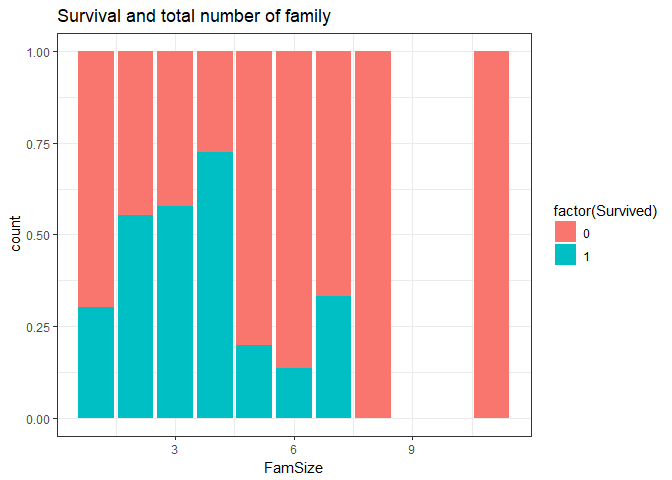 Survival and total number of family
1.00
0.75
0.50
0.25
0.00
count
3 6 9
FamSize
factor(Survived)
0
1